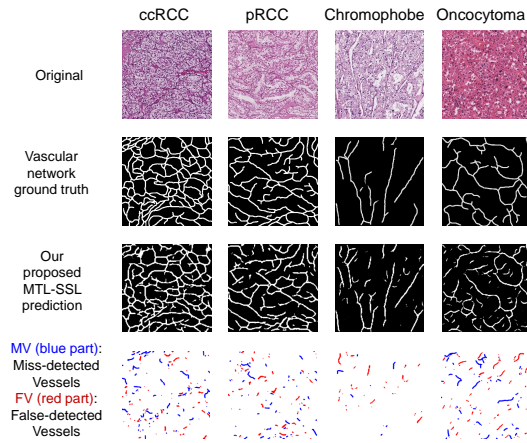 ccRCC pRCC Chromophobe Oncocytoma
Original
Vascular
network
ground truth
Our
proposed
MTL-SSL
prediction
MV (blue part):
Miss-detected
Vessels
FV (red part):
False-detected
Vessels